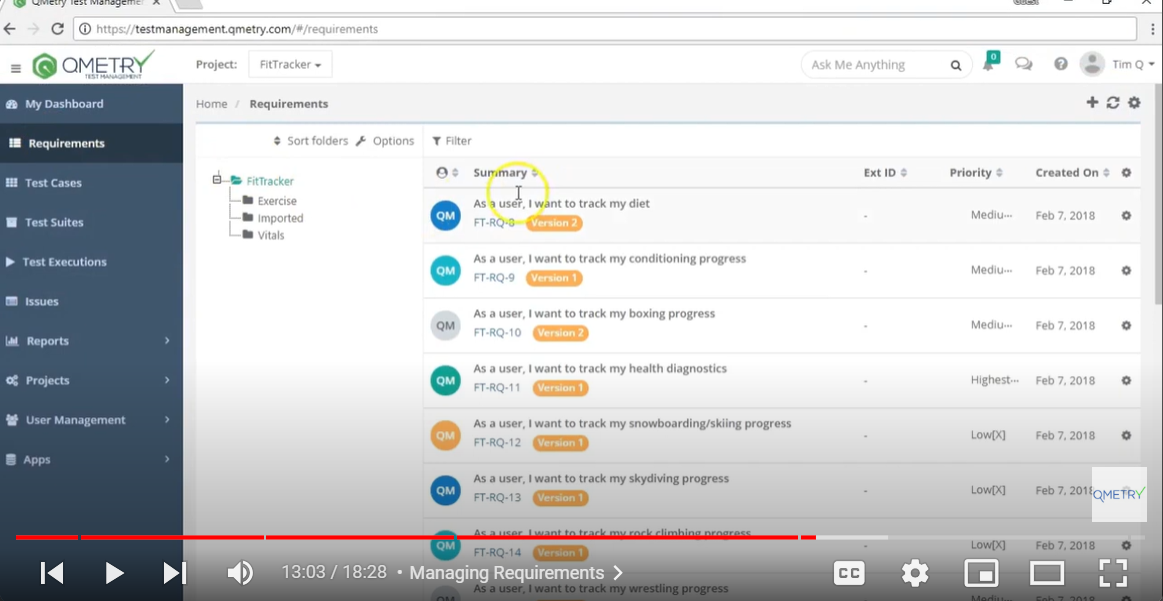 QMetry Test Management
https://testmanagement.qmetry.com/#/requirements
QMETRY
TEST MANAGEMENT
Project: FitTracker
Ask Me Anything
0
Tim Q
My Dashboard
Requirements
Test Cases
Test Suites
Test Executions
Issues
Reports
Projects
User Management
Apps
Home / Requirements
Sort folders Options
FitTracker
Exercise
Imported
Vitals
Filter
Summary Ext ID Priority Created On
QM As a user, I want to track my diet - Mediu... Feb 7, 2018
FT-RQ-8 Version 2
QM As a user, I want to track my conditioning progress - Mediu... Feb 7, 2018
FT-RQ-9 Version 1
QM As a user, I want to track my boxing progress - Mediu... Feb 7, 2018
FT-RQ-10 Version 2
QM As a user, I want to track my health diagnostics - Highest... Feb 7, 2018
FT-RQ-11 Version 1
QM As a user, I want to track my snowboarding/skiing progress - Low[X] Feb 7, 2018
FT-RQ-12 Version 1
QM As a user, I want to track my skydiving progress - Low[X] Feb 7, 2018
FT-RQ-13 Version 1
QMETRY
QM As a user, I want to track my rock climbing progress - Low[X] Feb 7, 2018
FT-RQ-14 Version 1
As a user, I want to track my wrestling progress
13:03 / 18:28 • Managing Requirements
CC